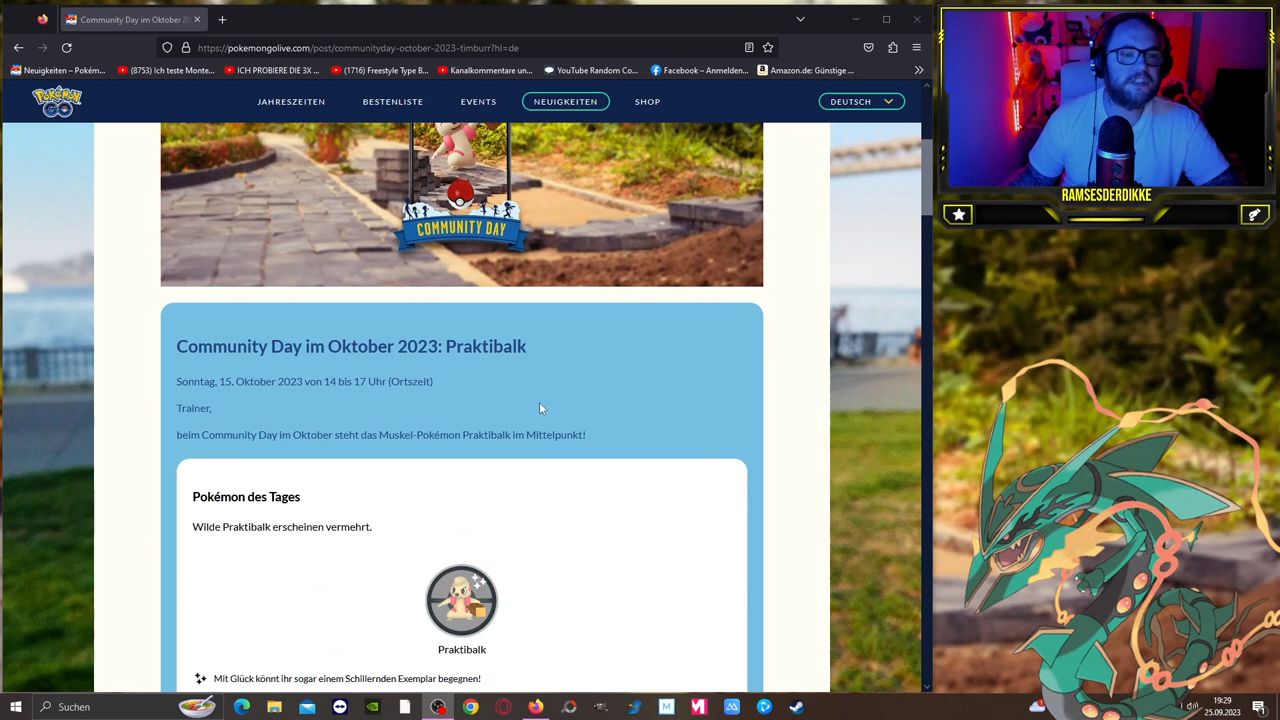 Community Day im Oktober 20
https://pokemongolive.com/post/communityday-october-2023-timburr?hl=de
Neuigkeiten – Pokém...
(8753) Ich teste Monte...
ICH PROBIERE DIE 3X ...
(1716) Freestyle Type B...
Kanalkommentare un...
YouTube Random Co...
Facebook – Anmelden...
Amazon.de: Günstige ...
POKÉMON GO
JAHRESZEITEN
BESTENLISTE
EVENTS
NEUIGKEITEN
SHOP
DEUTSCH
COMMUNITY DAY
RAMSESDERDIKKE
Community Day im Oktober 2023: Praktibalk
Sonntag, 15. Oktober 2023 von 14 bis 17 Uhr (Ortszeit)
Trainer,
beim Community Day im Oktober steht das Muskel-Pokémon Praktibalk im Mittelpunkt!
Pokémon des Tages
Wilde Praktibalk erscheinen vermehrt.
Praktibalk
Mit Glück könnt ihr sogar einem Schillernden Exemplar begegnen!
Suchen
19:29
25.09.2023